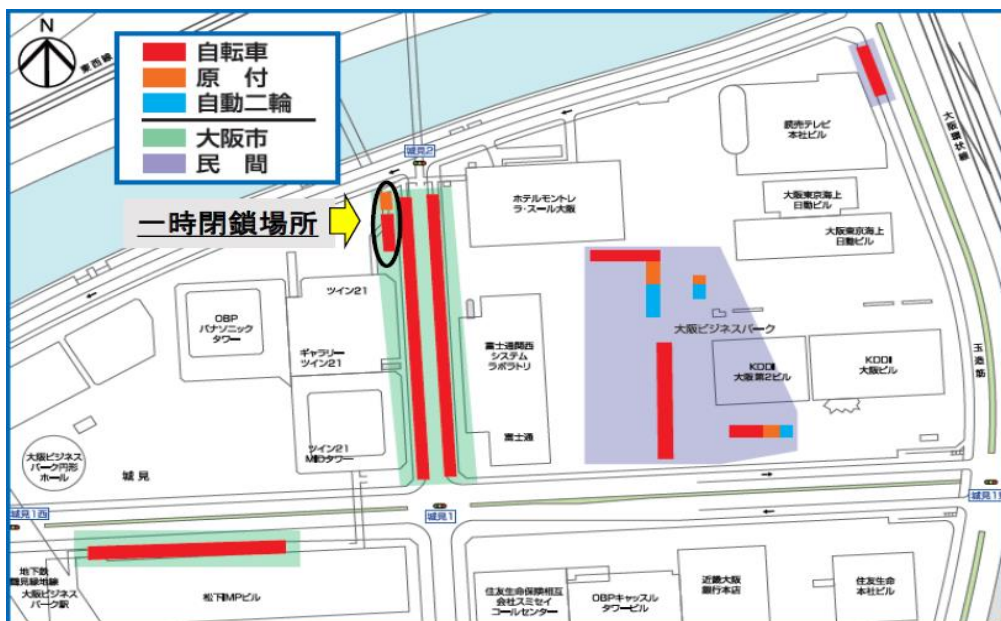 N
東西線
自転車
原　付
自動二輪
大阪市
民　間
一時閉鎖場所
城見2
読売テレビ
本社ビル
大阪環状線
ホテルモントレ
ラ・スール大阪
大阪東京海上
日動ビル
大阪東京海上
日動ビル
ツイン21
OBP
パナソニック
タワー
ギャラリー
ツイン21
富士通関西
システム
ラボラトリ
大阪ビジネスパーク
玉造筋
KDDI
大阪第2ビル
KDDI
大阪ビル
富士通
ツイン21
MIDタワー
大阪ビジネス
パーク円形
ホール
城見
城見1西
城見1
城見1
地下鉄
鶴見緑地線
大阪ビジネス
パーク駅
松下IMPビル
住友生命保険相互
会社スミセイ
コールセンター
OBPキャッスル
タワービル
近畿大阪
銀行本店
住友生命
本社ビル